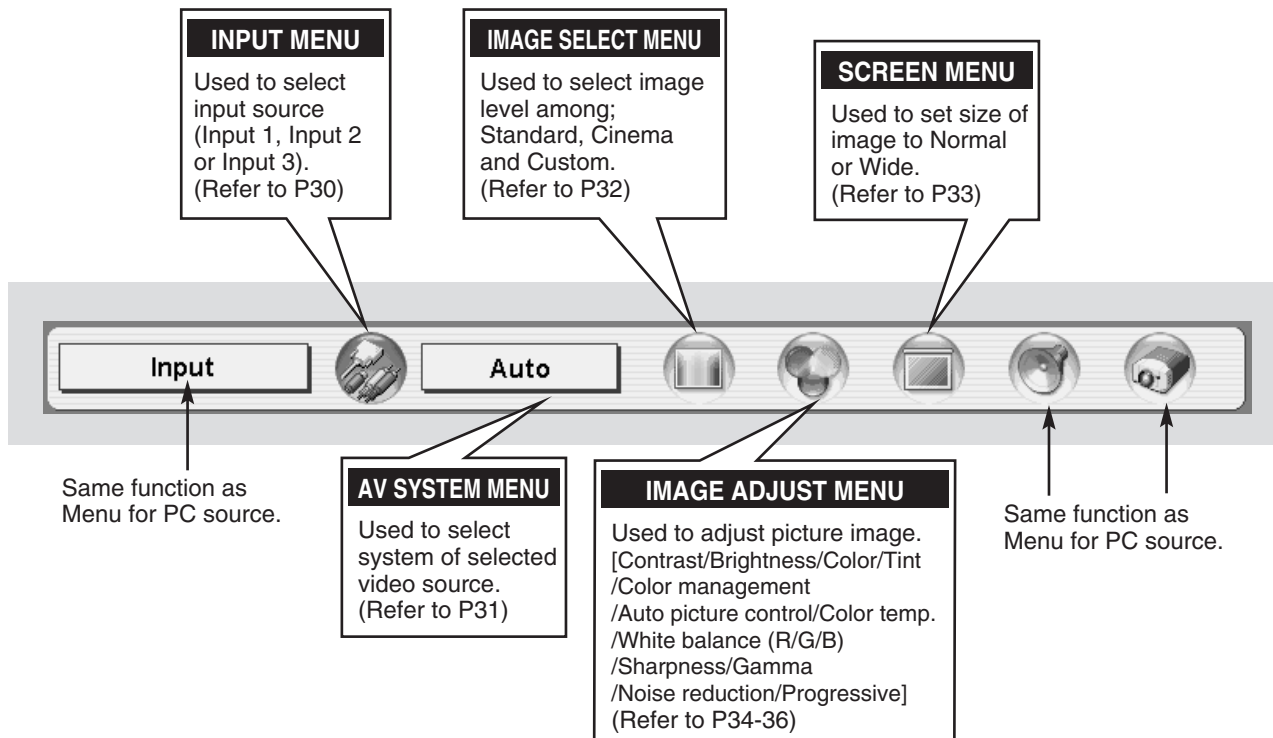 INPUT MENU
Used to select
input source
(Input 1, Input 2
or Input 3).
(Refer to P30)
IMAGE SELECT MENU
Used to select image
level among;
Standard, Cinema
and Custom.
(Refer to P32)
SCREEN MENU
Used to set size of
image to Normal
or Wide.
(Refer to P33)
Input
Auto
Same function as
Menu for PC source.
AV SYSTEM MENU
Used to select
system of selected
video source.
(Refer to P31)
IMAGE ADJUST MENU
Used to adjust picture image.
[Contrast/Brightness/Color/Tint
/Color management
/Auto picture control/Color temp.
/White balance (R/G/B)
/Sharpness/Gamma
/Noise reduction/Progressive]
(Refer to P34-36)
Same function as
Menu for PC source.